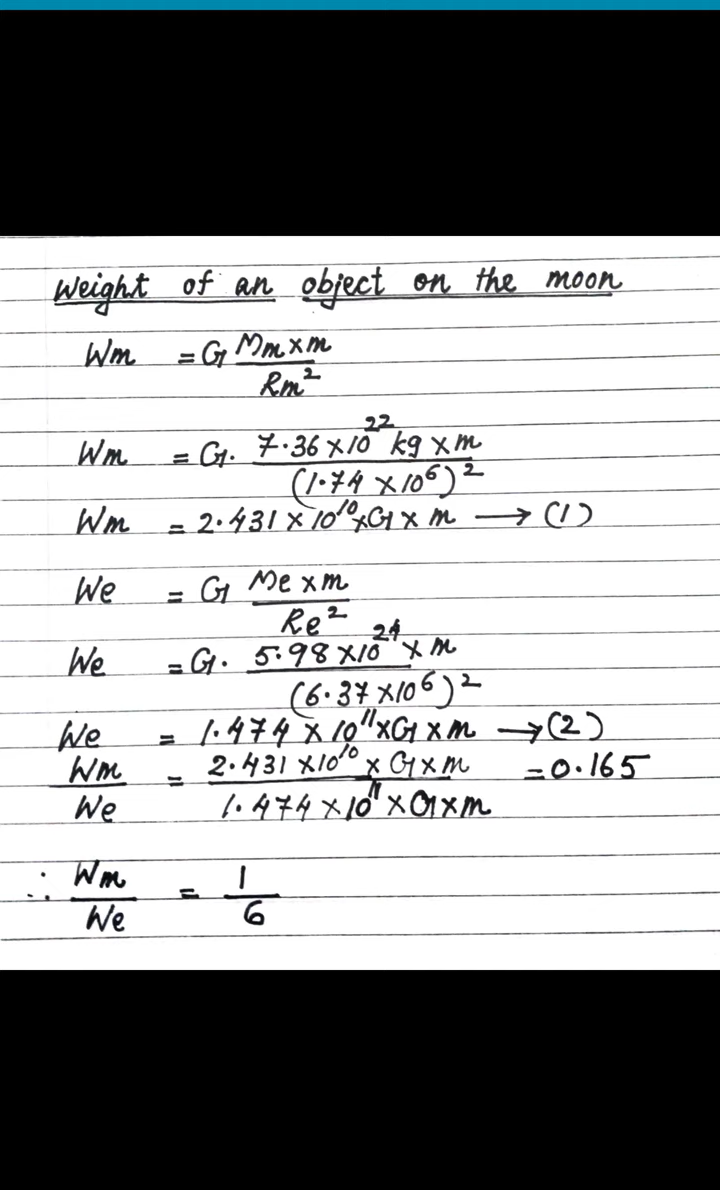 Weight of an object on the moon
Wm = G Mm×m / Rm²
Wm = G. 7.36 ×10²² kg × m / (1.74 ×10⁶)²
Wm = 2.431 × 10¹⁰×G× m → (1)
We = G Me ×m / Re²
We = G. 5.98 ×10²⁴ × m / (6.37 ×10⁶)²
We = 1.474 × 10¹¹×G×m → (2)
Wm / We = 2.431 ×10¹⁰ × G×m / 1.474 ×10¹¹ ×G×m = 0.165
∴ Wm / We = 1 / 6